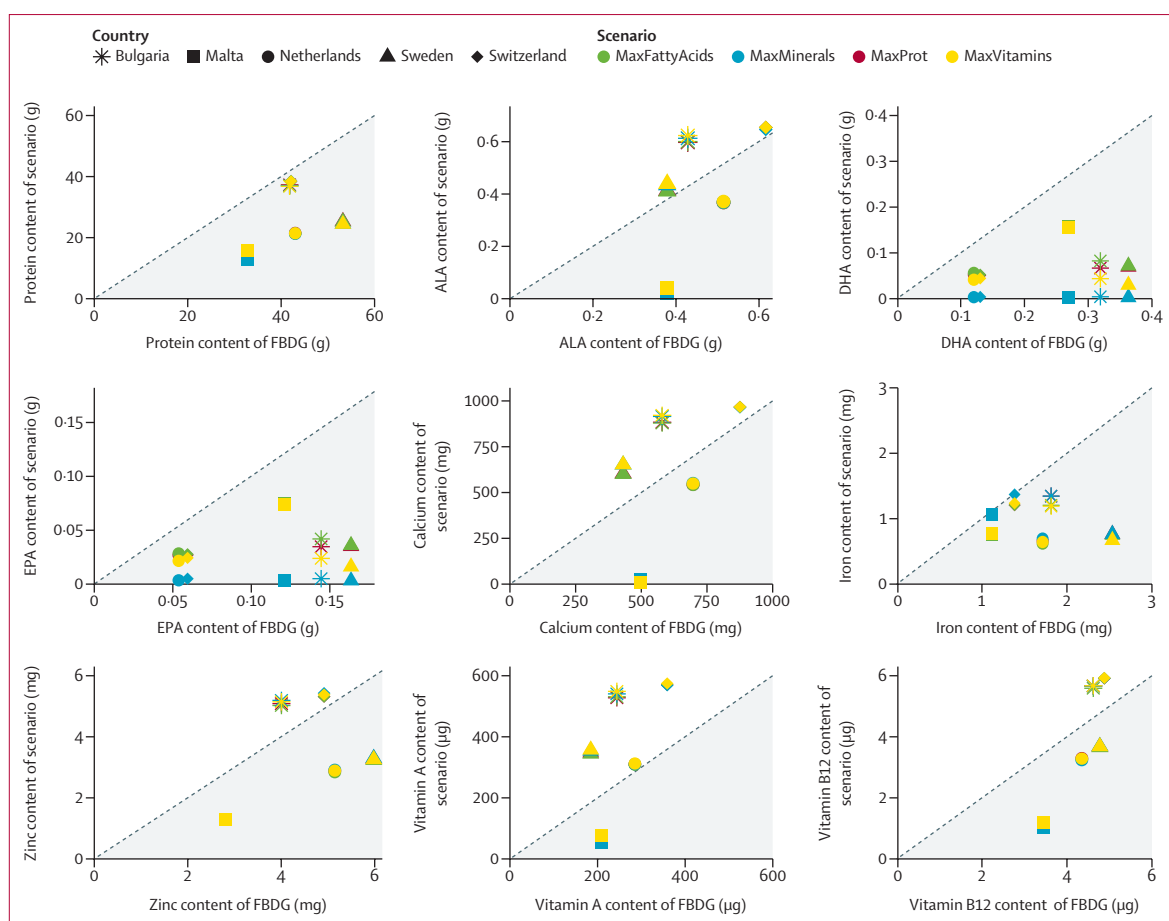 Country
Scenario
Bulgaria Malta Netherlands Sweden Switzerland
MaxFattyAcids MaxMinerals MaxProt MaxVitamins
Protein content of scenario (g)
60
40
20
0
0 20 40 60
Protein content of FBDG (g)
ALA content of scenario (g)
0·6
0·4
0·2
0
0 0·2 0·4 0·6
ALA content of FBDG (g)
DHA content of scenario (g)
0·4
0·3
0·2
0·1
0
0 0·1 0·2 0·3 0·4
DHA content of FBDG (g)
EPA content of scenario (g)
0·15
0·10
0·05
0
0 0·05 0·10 0·15
EPA content of FBDG (g)
Calcium content of
scenario (mg)
1000
750
500
250
0
0 250 500 750 1000
Calcium content of FBDG (mg)
Iron content of scenario (mg)
3
2
1
0
0 1 2 3
Iron content of FBDG (mg)
Zinc content of scenario (mg)
6
4
2
0
0 2 4 6
Zinc content of FBDG (mg)
Vitamin A content of
scenario (μg)
600
400
200
0
0 200 400 600
Vitamin A content of FBDG (μg)
Vitamin B12 content of
scenario (μg)
6
4
2
0
0 2 4 6
Vitamin B12 content of FBDG (μg)